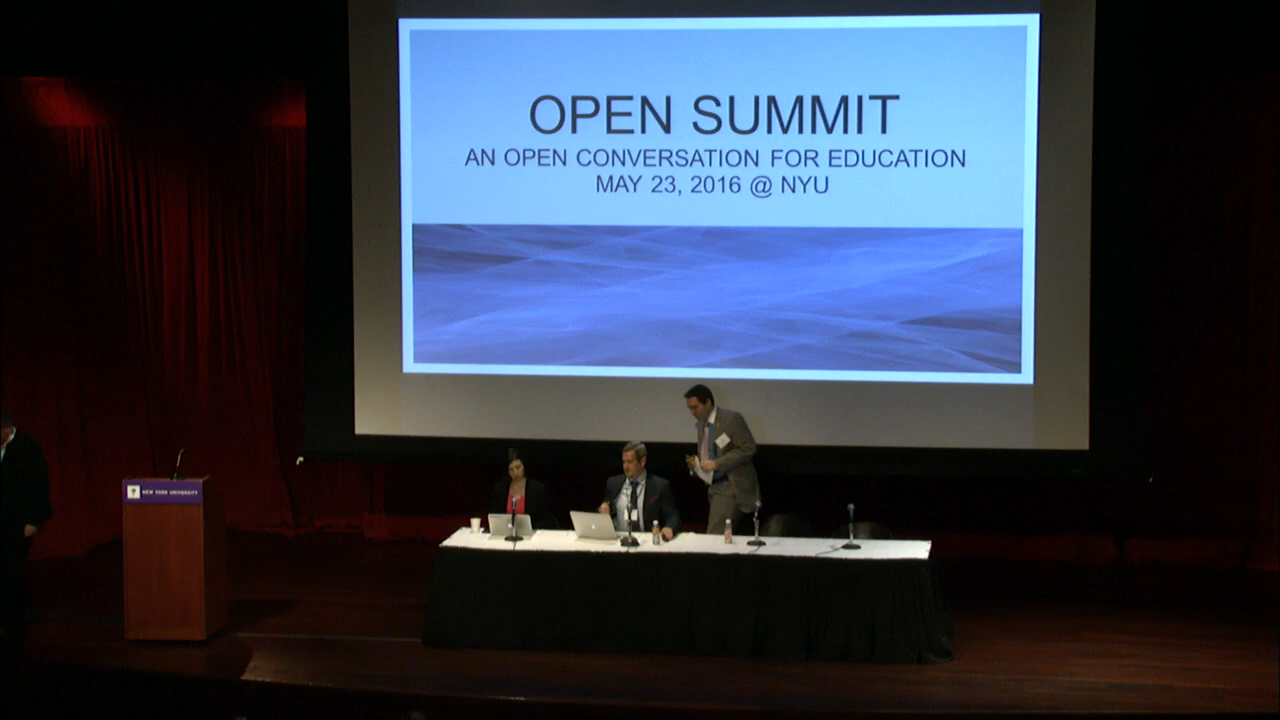 OPEN SUMMIT
AN OPEN CONVERSATION FOR EDUCATION
MAY 23, 2016 @ NYU
NEW YORK UNIVERSITY